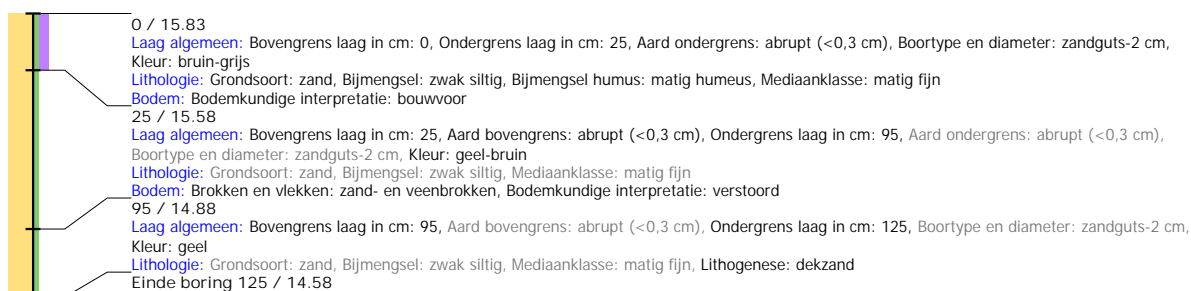 0 / 15.83
Laag algemeen: Bovengrens laag in cm: 0, Ondergrens laag in cm: 25, Aard ondergrens: abrupt (<0,3 cm), Boortype en diameter: zandguts-2 cm,
Kleur: bruin-grijs
Lithologie: Grondsoort: zand, Bijmengsel: zwak siltig, Bijmengsel humus: matig humeus, Mediaanklasse: matig fijn
Bodem: Bodemkundige interpretatie: bouwvoor
25 / 15.58
Laag algemeen: Bovengrens laag in cm: 25, Aard bovengrens: abrupt (<0,3 cm), Ondergrens laag in cm: 95, Aard ondergrens: abrupt (<0,3 cm),
Boortype en diameter: zandguts-2 cm, Kleur: geel-bruin
Lithologie: Grondsoort: zand, Bijmengsel: zwak siltig, Mediaanklasse: matig fijn
Bodem: Brokken en vlekken: zand- en veenbrokken, Bodemkundige interpretatie: verstoord
95 / 14.88
Laag algemeen: Bovengrens laag in cm: 95, Aard bovengrens: abrupt (<0,3 cm), Ondergrens laag in cm: 125, Boortype en diameter: zandguts-2 cm,
Kleur: geel
Lithologie: Grondsoort: zand, Bijmengsel: zwak siltig, Mediaanklasse: matig fijn, Lithogenese: dekzand
Einde boring 125 / 14.58